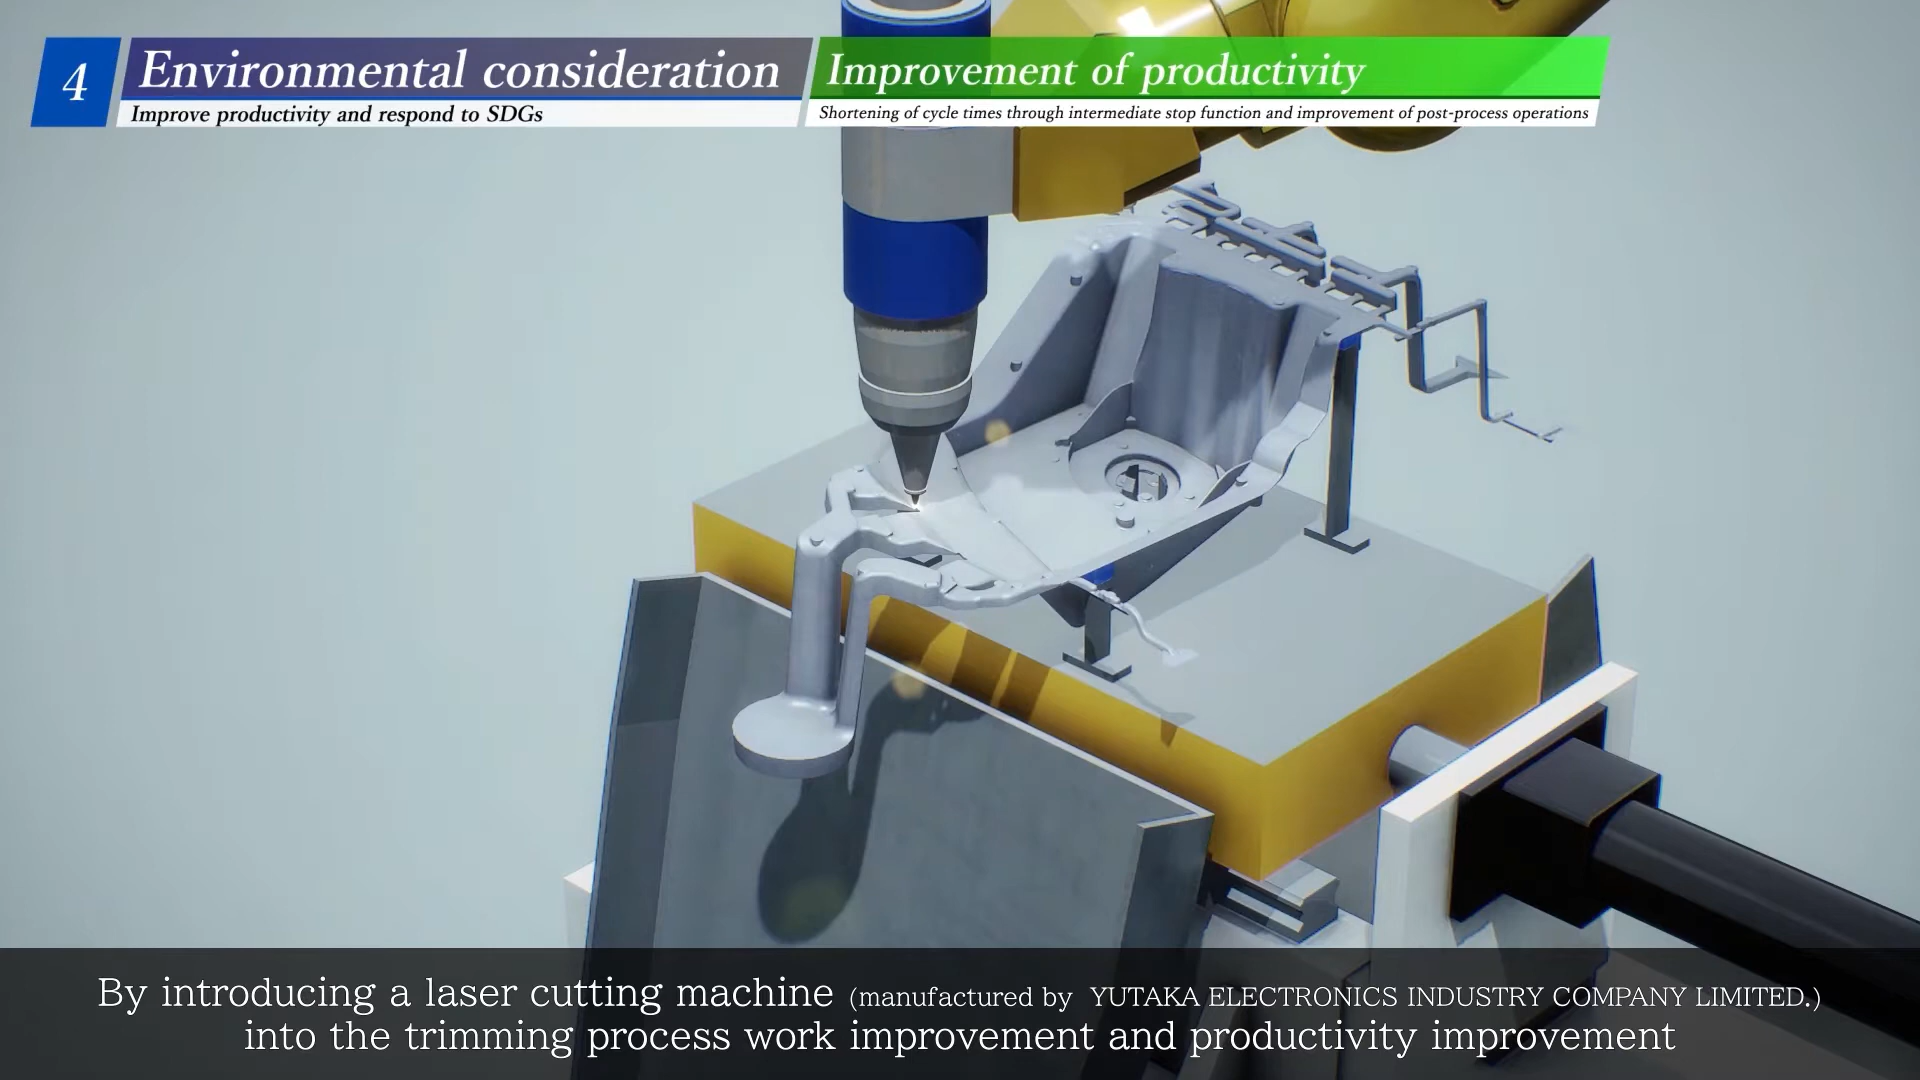 4
Environmental consideration
Improve productivity and respond to SDGs
Improvement of productivity
Shortening of cycle times through intermediate stop function and improvement of post-process operations
By introducing a laser cutting machine (manufactured by YUTAKA ELECTRONICS INDUSTRY COMPANY LIMITED.)
into the trimming process work improvement and productivity improvement